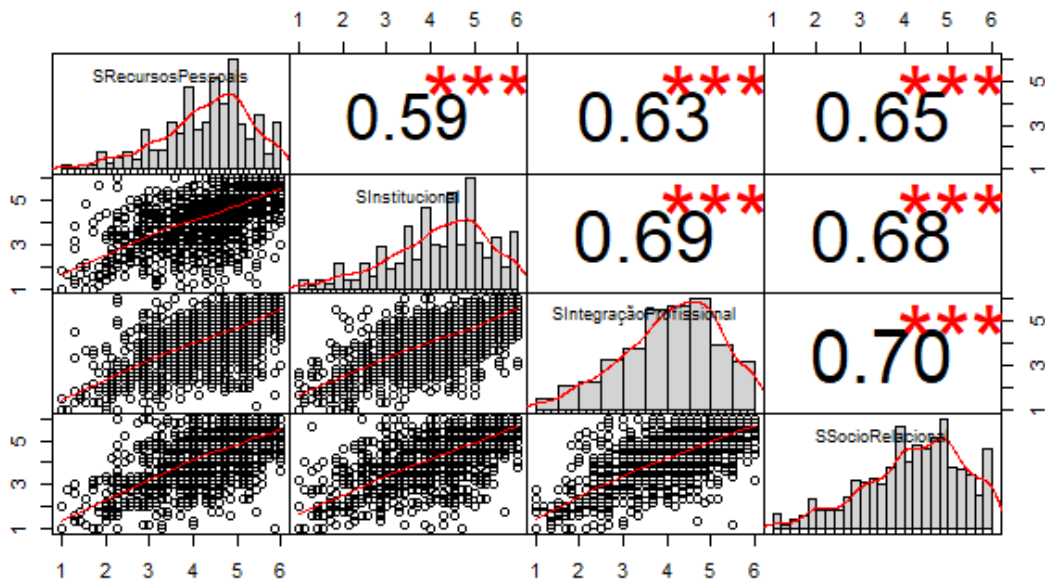 1 2 3 4 5 6 1 2 3 4 5 6
SRecursosPessoais
0.59 ***
0.63 ***
0.65 ***
1 3 5
1 3 5
SInstitucional
0.69 ***
0.68 ***
SIntegraçãoProfissional
0.70 ***
1 3 5
1 3 5
SSocioRelacional
1 2 3 4 5 6 1 2 3 4 5 6